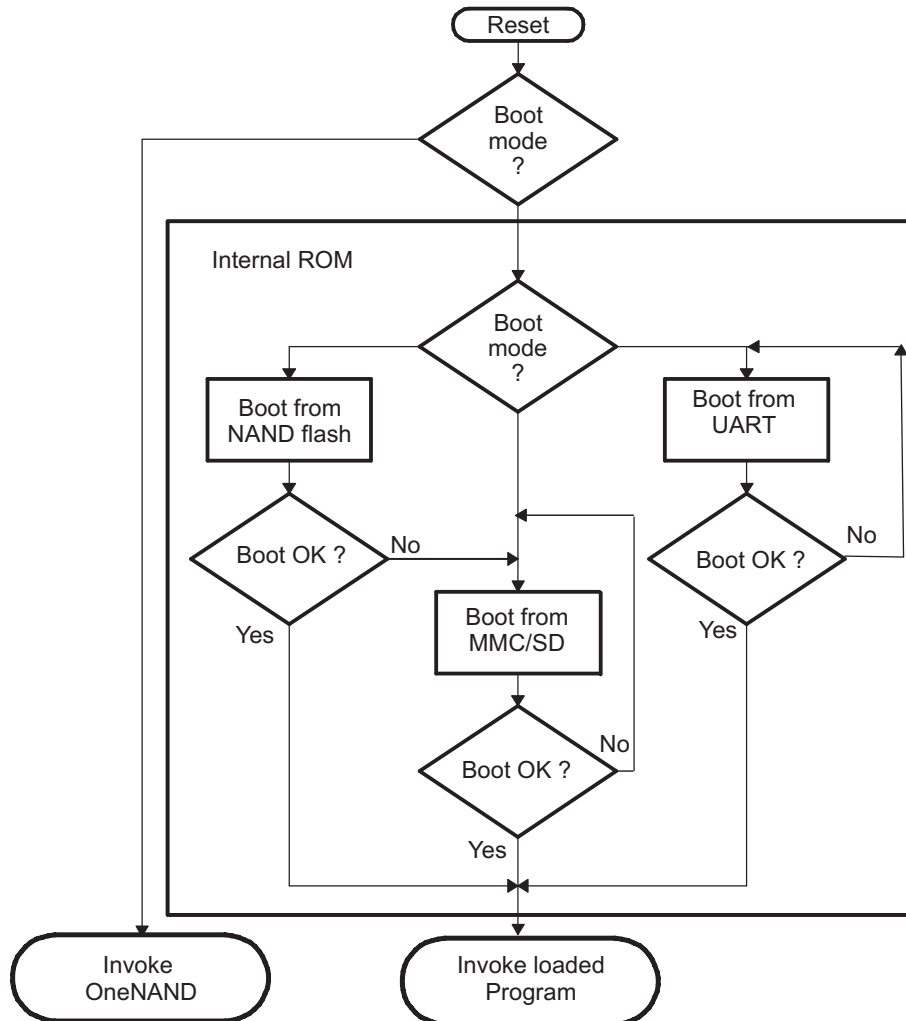 Reset
Boot
mode
?
Internal ROM
Boot
mode
?
Boot from
NAND flash
Boot from
UART
Boot OK ?
No
Yes
Boot OK ?
No
Yes
Boot from
MMC/SD
Boot OK ?
No
Yes
Invoke
OneNAND
Invoke loaded
Program